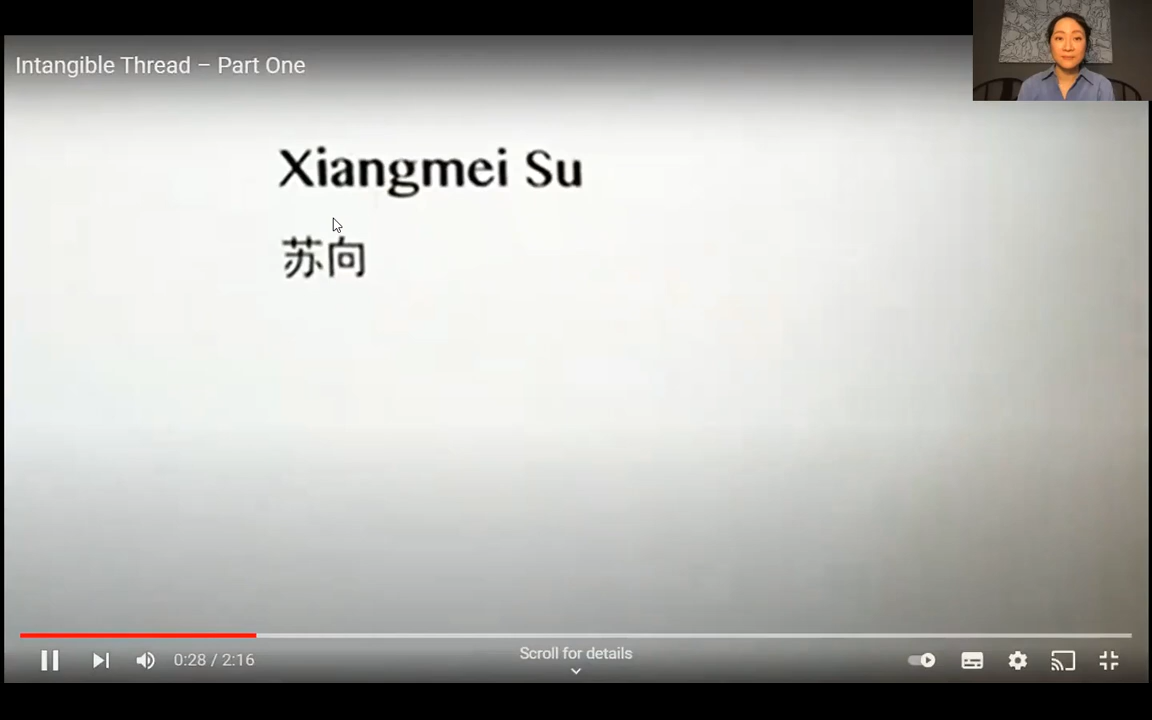 Intangible Thread – Part One
Xiangmei Su
苏向
0:28 / 2:16
Scroll for details